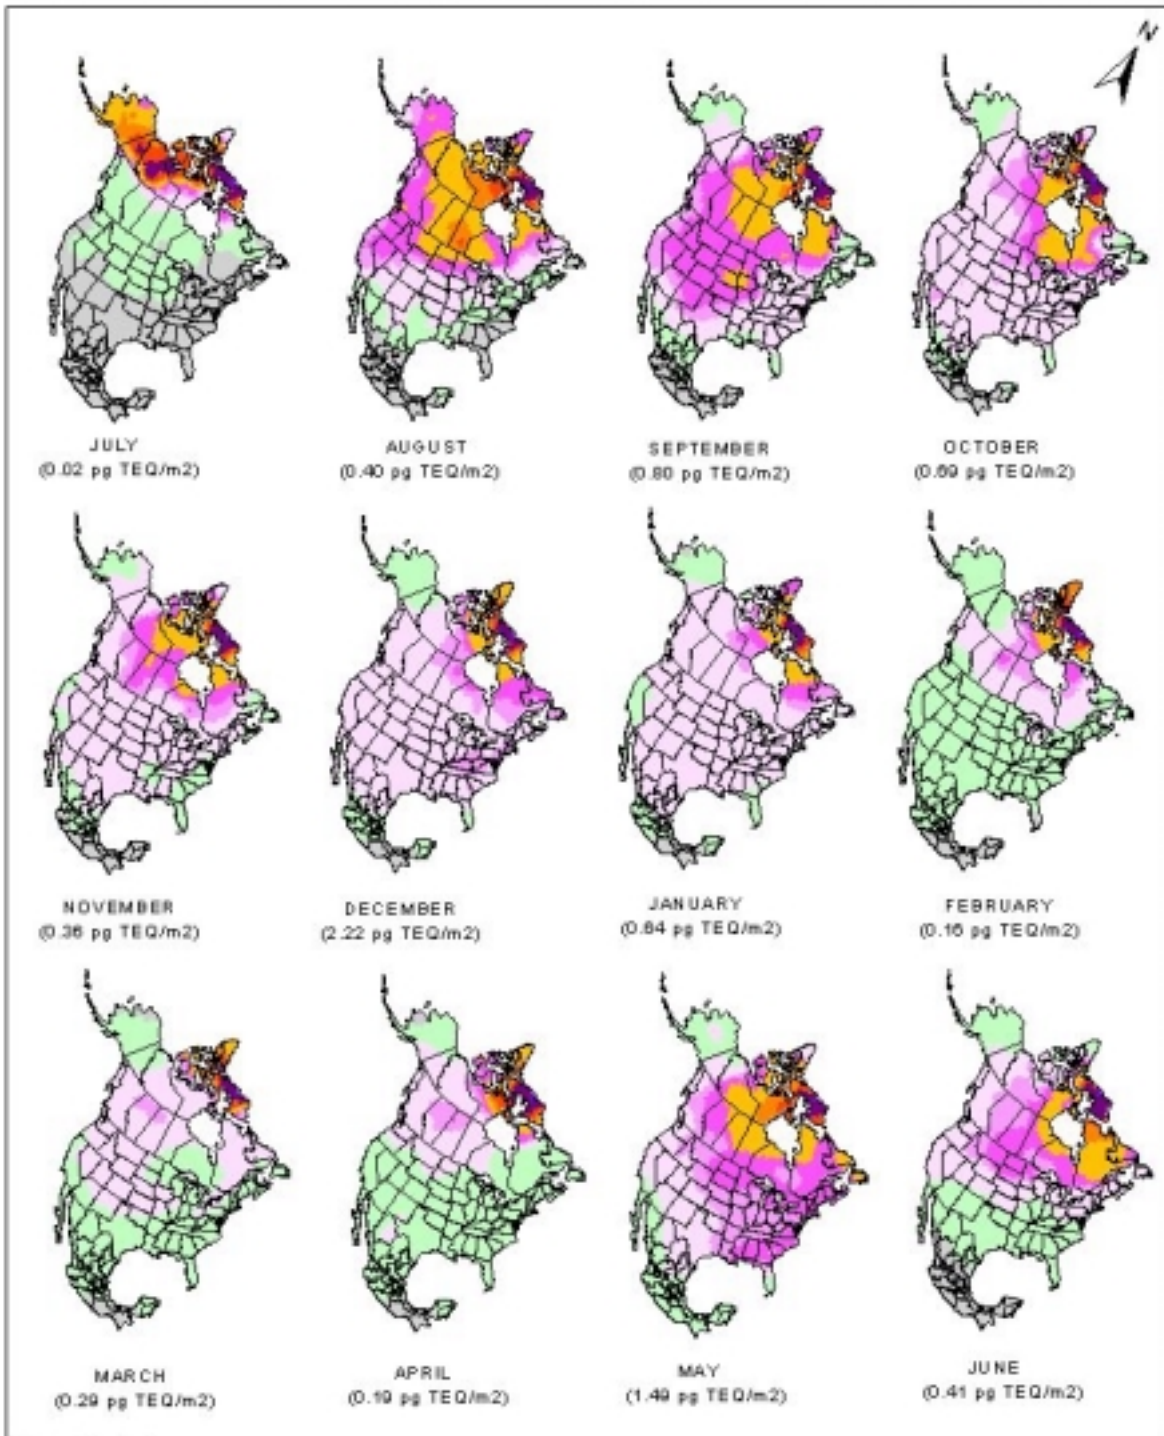 N
JULY
(0.02 pg TEQ/m2)
AUGUST
(0.40 pg TEQ/m2)
SEPTEMBER
(0.80 pg TEQ/m2)
OCTOBER
(0.69 pg TEQ/m2)
NOVEMBER
(0.36 pg TEQ/m2)
DECEMBER
(2.22 pg TEQ/m2)
JANUARY
(0.64 pg TEQ/m2)
FEBRUARY
(0.16 pg TEQ/m2)
MARCH
(0.29 pg TEQ/m2)
APRIL
(0.19 pg TEQ/m2)
MAY
(1.49 pg TEQ/m2)
JUNE
(0.41 pg TEQ/m2)